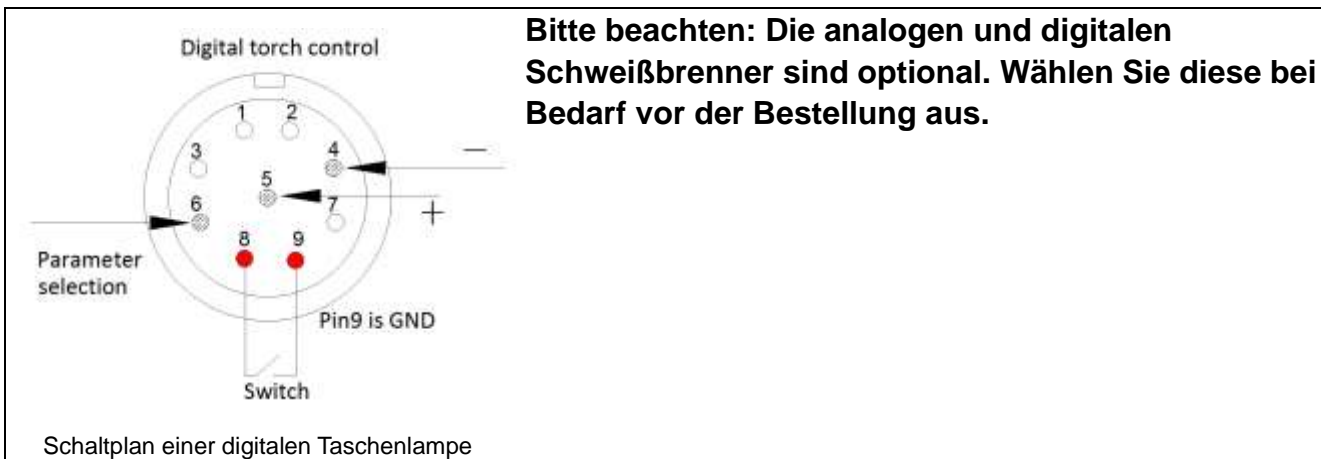 Digital torch control
1 2
3
4 —
5
6
7 +
8 9
Parameter
selection
Pin9 is GND
Switch
Schaltplan einer digitalen Taschenlampe
Bitte beachten: Die analogen und digitalen
Schweißbrenner sind optional. Wählen Sie diese bei
Bedarf vor der Bestellung aus.